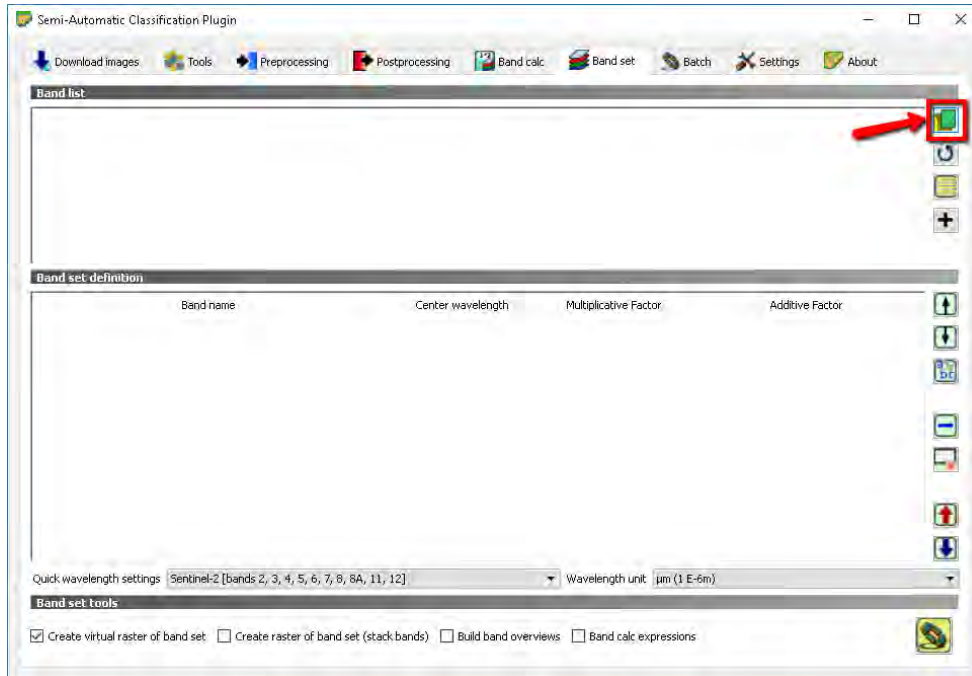 Semi-Automatic Classification Plugin
Download images Tools Preprocessing Postprocessing Band calc Band set Batch Settings About
Band list
Band set definition
Band name Center wavelength Multiplicative Factor Additive Factor
Quick wavelength settings Sentinel-2 [bands 2, 3, 4, 5, 6, 7, 8, 8A, 11, 12] Wavelength unit µm (1 E-6m)
Band set tools
Create virtual raster of band set Create raster of band set (stack bands) Build band overviews Band calc expressions